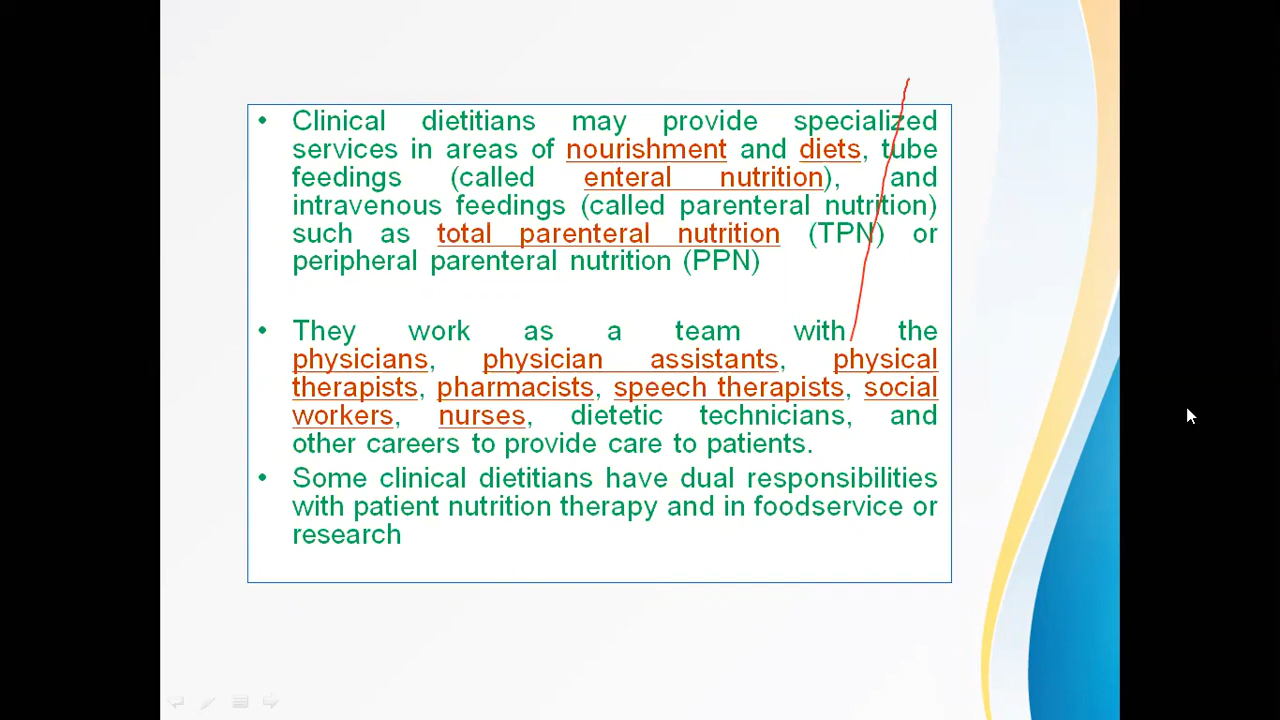 • Clinical dietitians may provide specialized
services in areas of nourishment and diets, tube
feedings (called enteral nutrition), and
intravenous feedings (called parenteral nutrition)
such as total parenteral nutrition (TPN) or
peripheral parenteral nutrition (PPN)
• They work as a team with the
physicians, physician assistants, physical
therapists, pharmacists, speech therapists, social
workers, nurses, dietetic technicians, and
other careers to provide care to patients.
• Some clinical dietitians have dual responsibilities
with patient nutrition therapy and in foodservice or
research